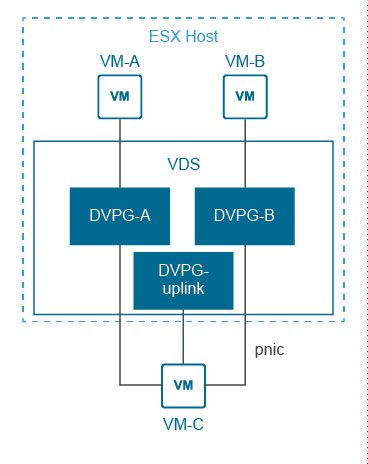 ESX Host
VM-A
VM-B
VM
VM
VDS
DVPG-A
DVPG-B
DVPG-
uplink
pnic
VM
VM-C